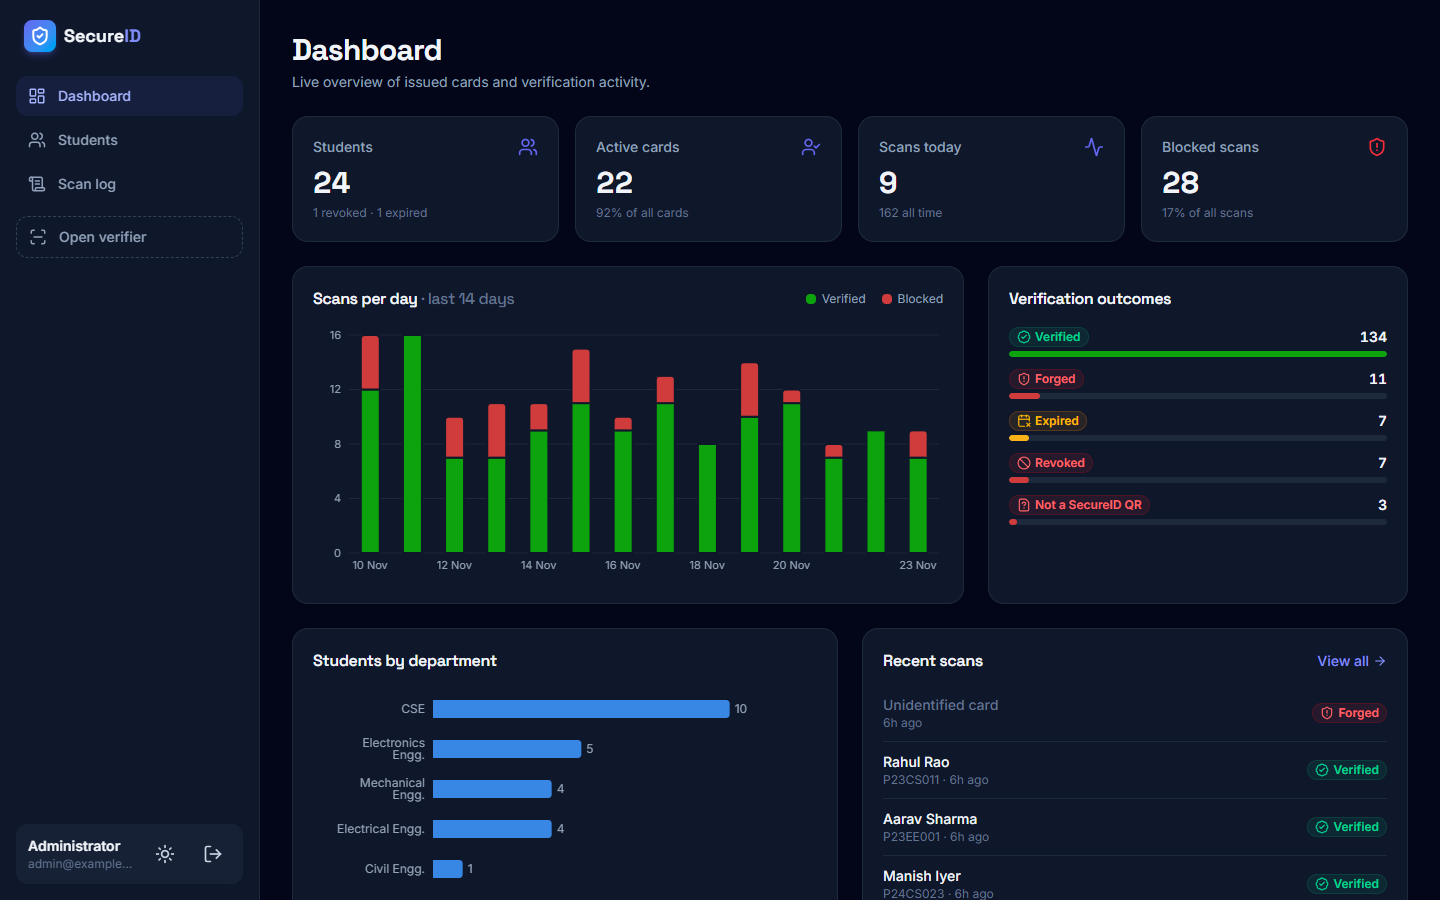 SecureID
Dashboard
Students
Scan log
Open verifier
Administrator
admin@example...
Dashboard
Live overview of issued cards and verification activity.
Students
24
1 revoked · 1 expired
Active cards
22
92% of all cards
Scans today
9
162 all time
Blocked scans
28
17% of all scans
Scans per day · last 14 days
Verified
Blocked
16
12
8
4
0
10 Nov
12 Nov
14 Nov
16 Nov
18 Nov
20 Nov
23 Nov
Verification outcomes
Verified 134
Forged 11
Expired 7
Revoked 7
Not a SecureID QR 3
Students by department
CSE 10
Electronics
Engg. 5
Mechanical
Engg. 4
Electrical Engg. 4
Civil Engg. 1
Recent scans
View all →
Unidentified card
6h ago
Forged
Rahul Rao
P23CS011 · 6h ago
Verified
Aarav Sharma
P23EE001 · 6h ago
Verified
Manish Iyer
P24CS023 · 6h ago
Verified